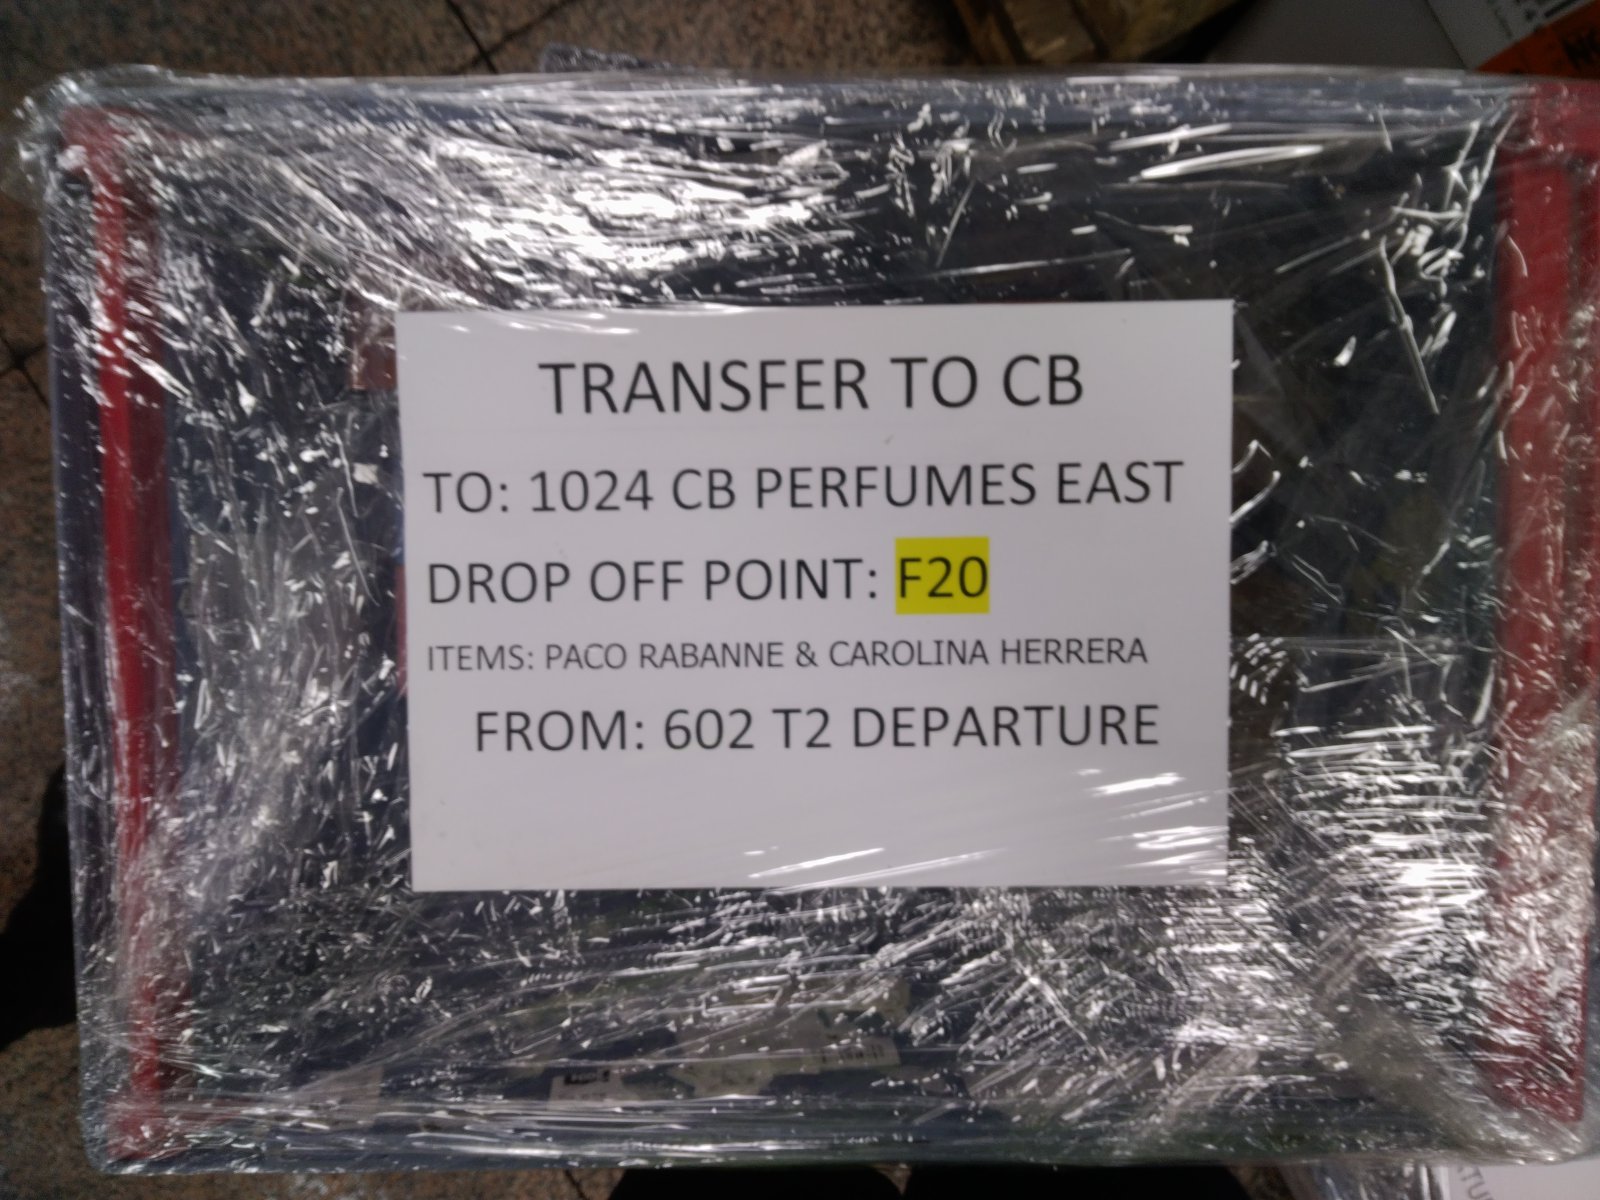 TRANSFER TO CB
TO: 1024 CB PERFUMES EAST
DROP OFF POINT: F20
ITEMS: PACO RABANNE & CAROLINA HERRERA
FROM: 602 T2 DEPARTURE